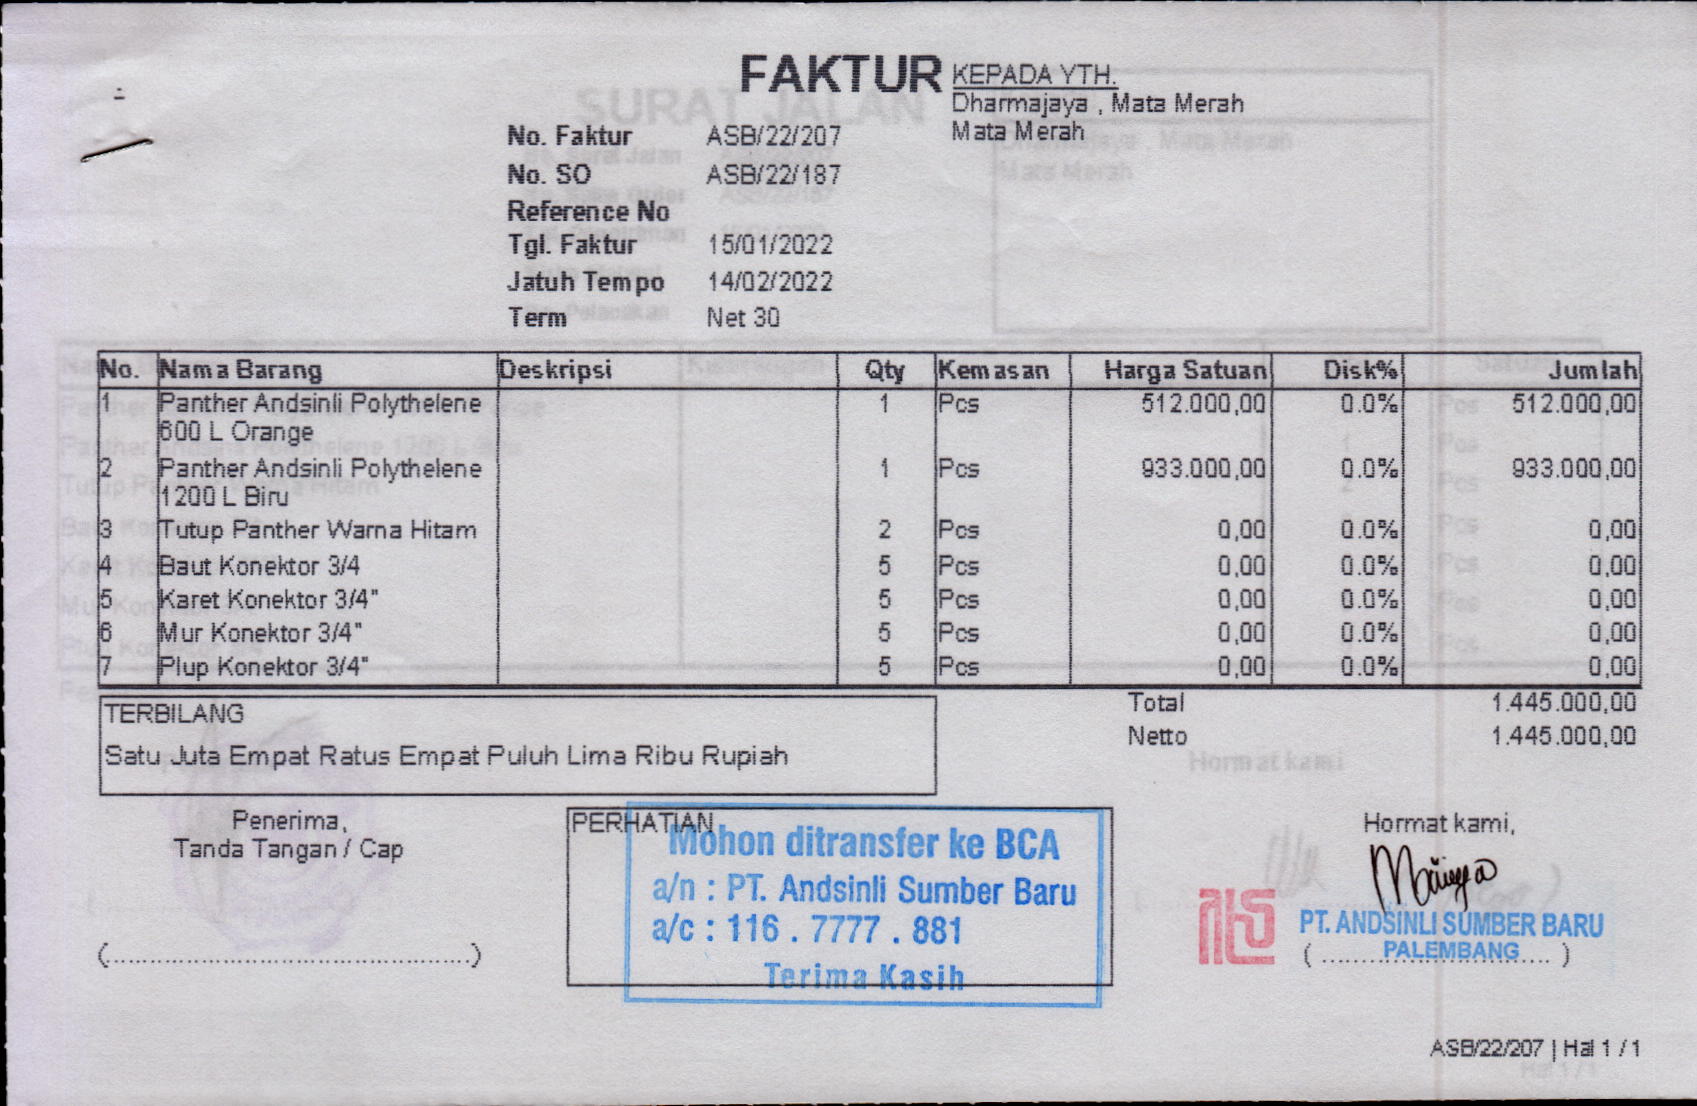 FAKTUR
KEPADA YTH.
Dharmajaya , Mata Merah
Mata Merah
No. Faktur ASB/22/207
No. SO ASB/22/187
Reference No
Tgl. Faktur 15/01/2022
Jatuh Tempo 14/02/2022
Term Net 30
No. Nama Barang Deskripsi Qty Kemasan Harga Satuan Disk% Jumlah
1 Panther Andsinli Polythelene 1 Pcs 512.000,00 0.0% 512.000,00
600 L Orange
2 Panther Andsinli Polythelene 1 Pcs 933.000,00 0.0% 933.000,00
1200 L Biru
3 Tutup Panther Warna Hitam 2 Pcs 0,00 0.0% 0,00
4 Baut Konektor 3/4 5 Pcs 0,00 0.0% 0,00
5 Karet Konektor 3/4" 5 Pcs 0,00 0.0% 0,00
6 Mur Konektor 3/4" 5 Pcs 0,00 0.0% 0,00
7 Plup Konektor 3/4" 5 Pcs 0,00 0.0% 0,00
Total 1.445.000,00
Netto 1.445.000,00
TERBILANG
Satu Juta Empat Ratus Empat Puluh Lima Ribu Rupiah
Penerima,
Tanda Tangan / Cap
(..............................................)
PERHATIAN
Mohon ditransfer ke BCA
a/n : PT. Andsinli Sumber Baru
a/c : 116 . 7777 . 881
Terima Kasih
Hormat kami,
PT. ANDSINLI SUMBER BARU
PALEMBANG
ASB/22/207 | Hal 1 / 1
SURAT JALAN
Dharmajaya , Mata Merah
Mata Merah
Hormat kami